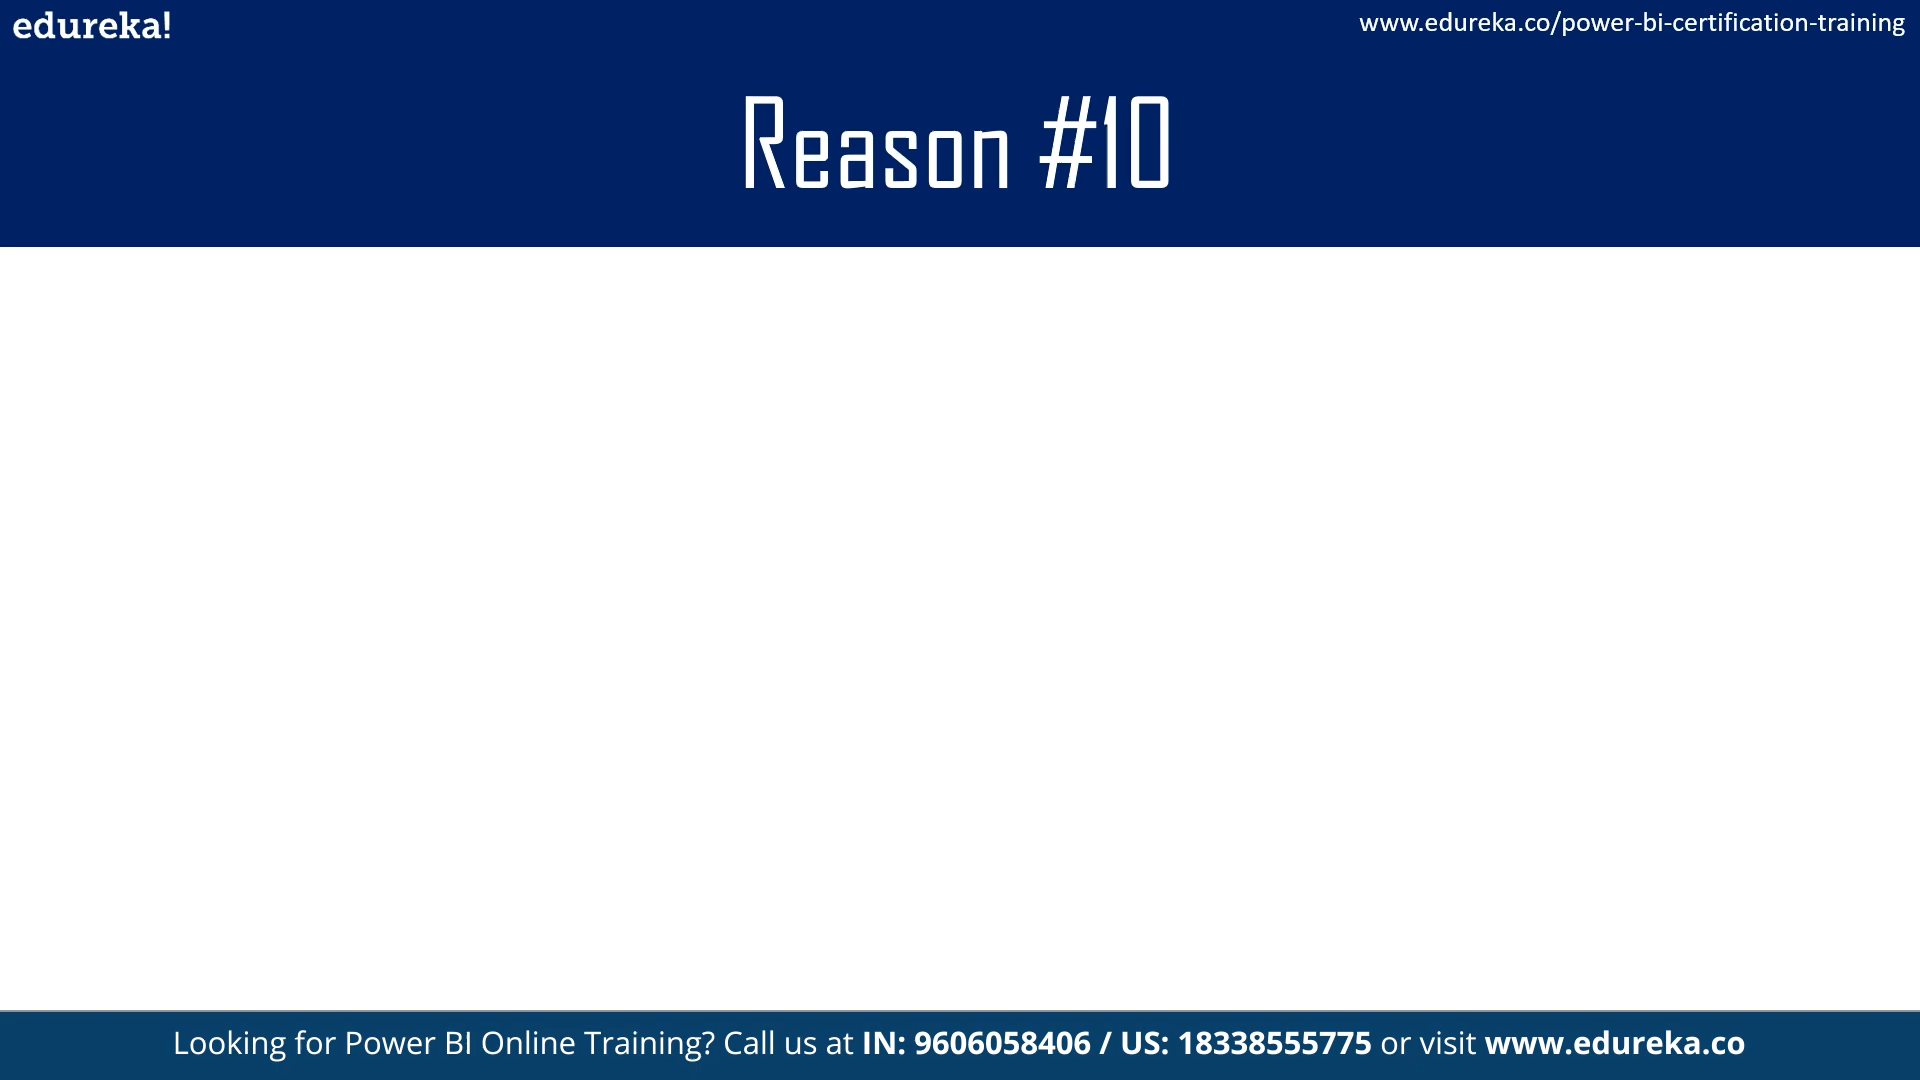 edureka!
www.edureka.co/power-bi-certification-training
Reason #10
Looking for Power BI Online Training? Call us at IN: 9606058406 / US: 18338555775 or visit www.edureka.co